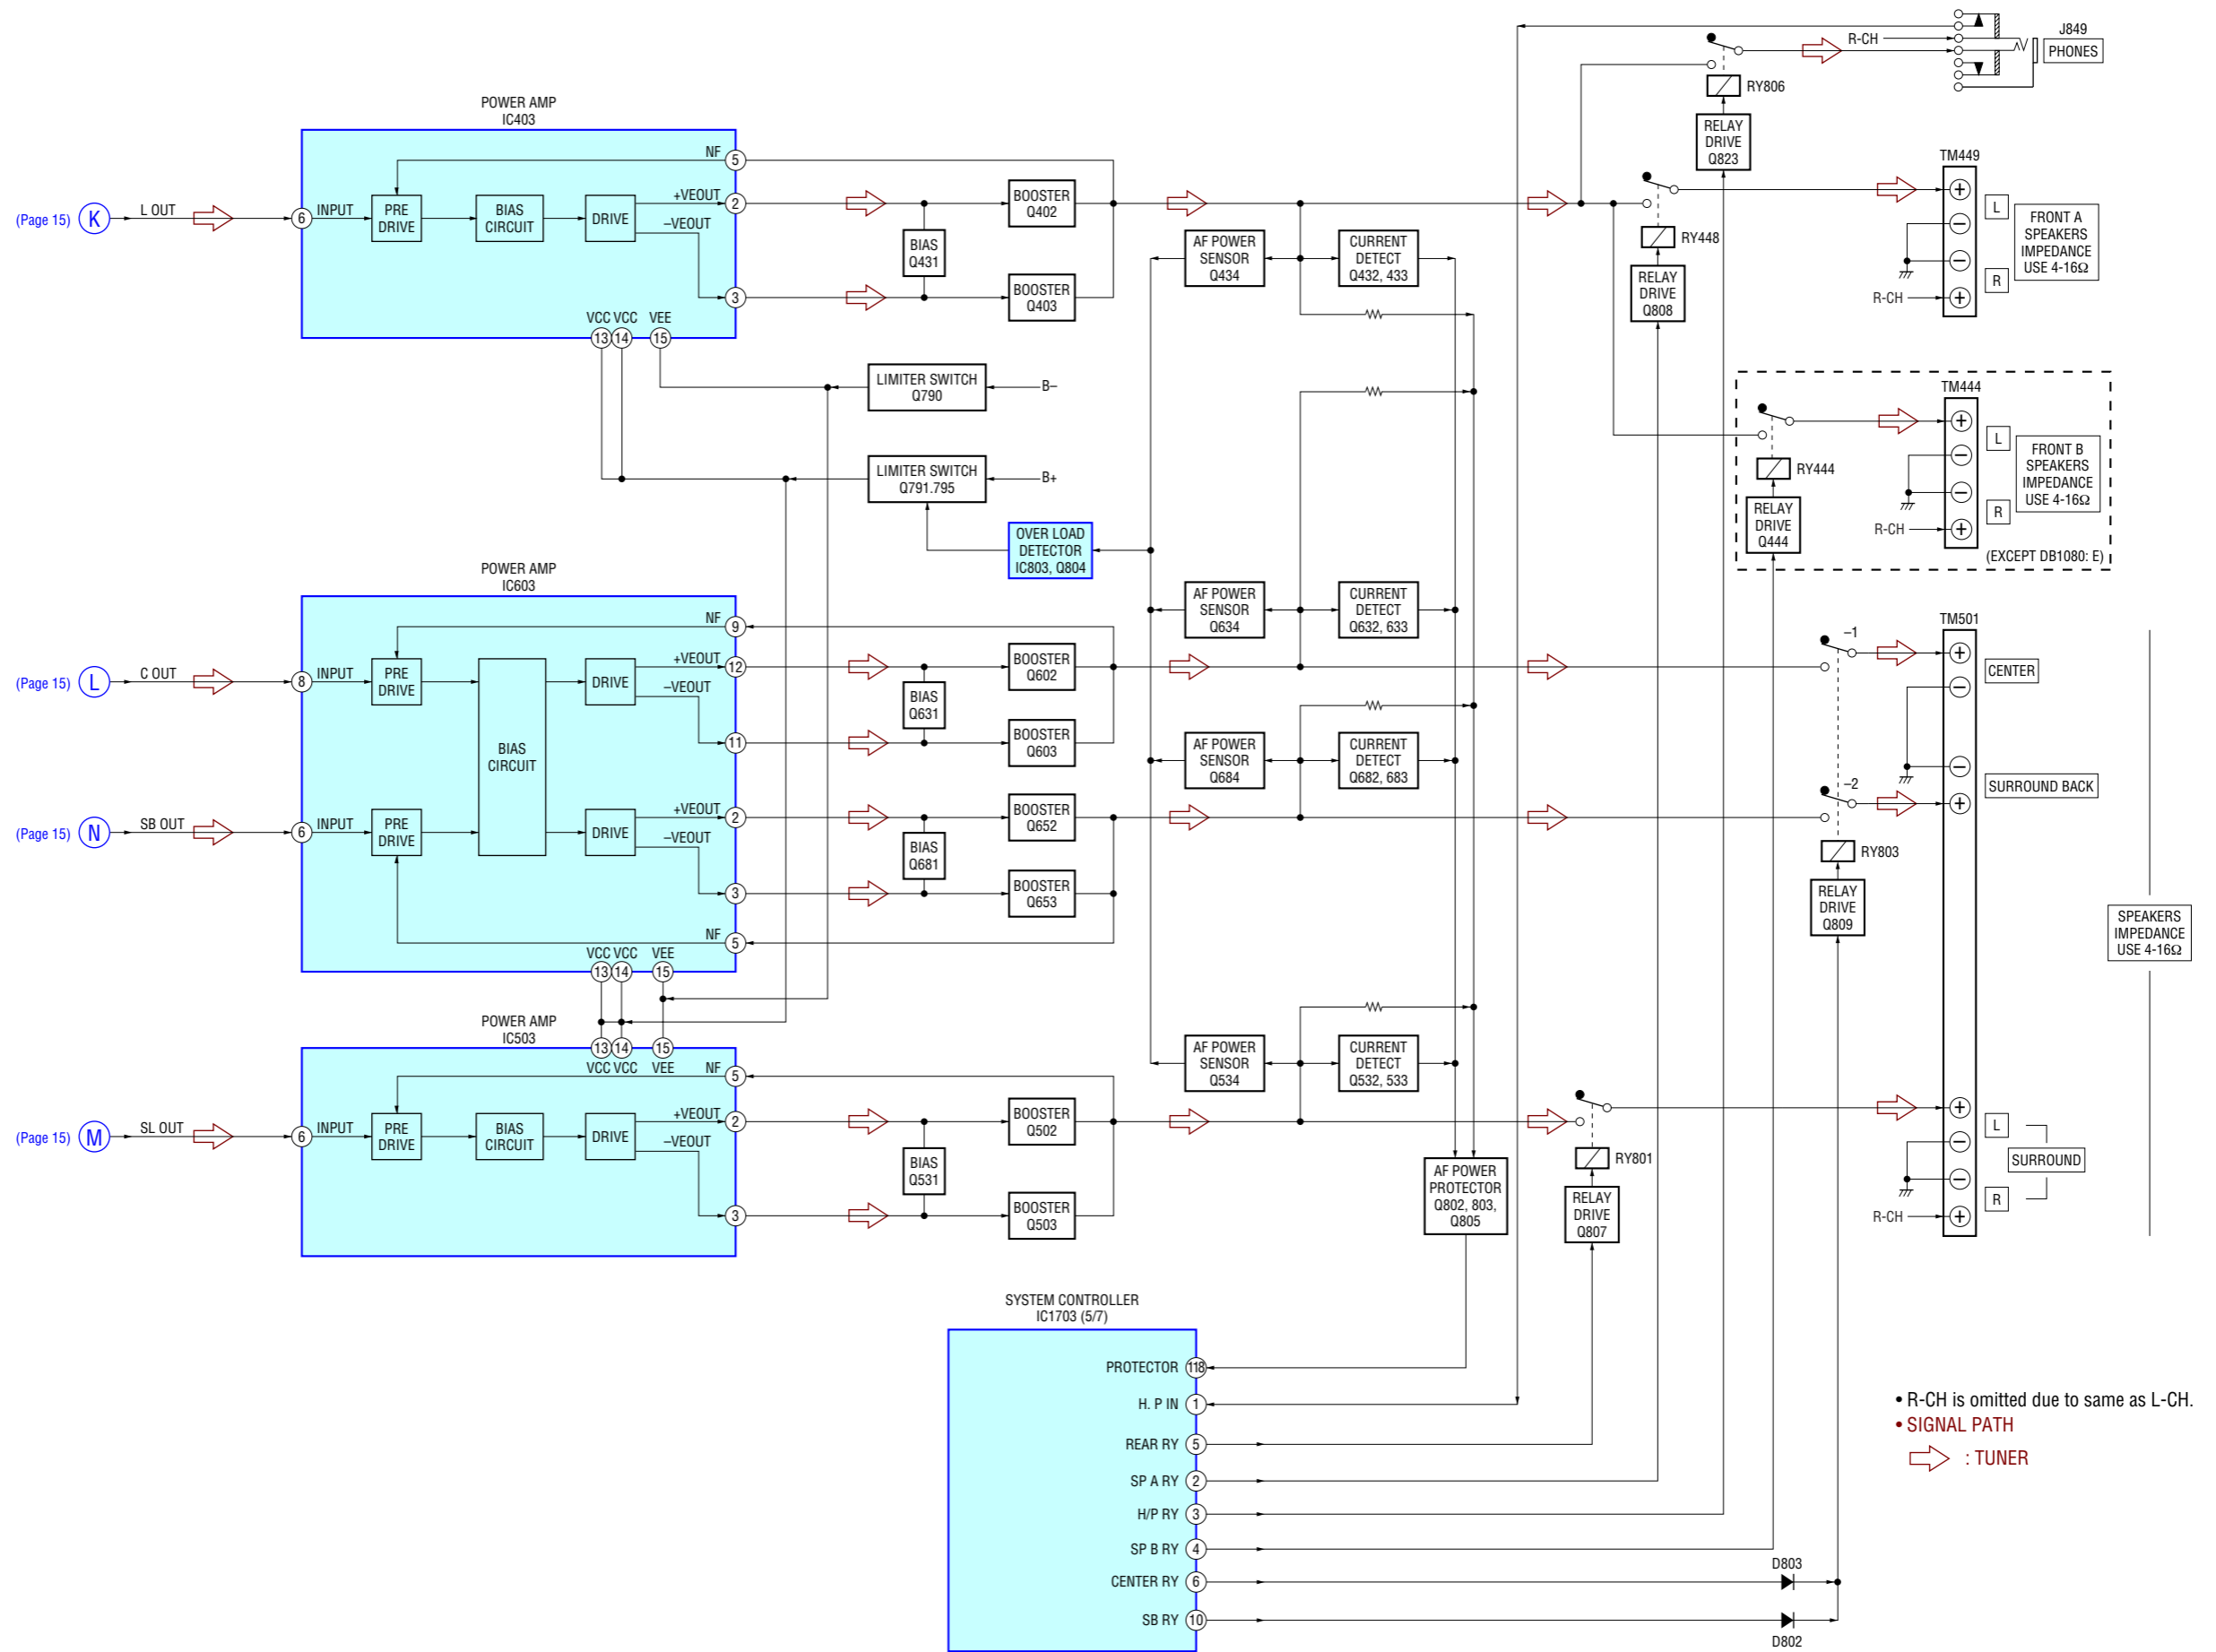 J849
PHONES
R-CH
RY806
RELAY
DRIVE
Q823
POWER AMP
IC403
NF
5
(Page 15)
K
L OUT
6
INPUT
PRE
DRIVE
BIAS
CIRCUIT
DRIVE
+VEOUT
2
–VEOUT
3
VCC VCC
VEE
13
14
15
BIAS
Q431
BOOSTER
Q402
BOOSTER
Q403
AF POWER
SENSOR
Q434
CURRENT
DETECT
Q432, 433
RY448
RELAY
DRIVE
Q808
TM449
+
–
–
+
L
R
R-CH
FRONT A
SPEAKERS
IMPEDANCE
USE 4-16Ω
LIMITER SWITCH
Q790
B–
LIMITER SWITCH
Q791.795
B+
OVER LOAD
DETECTOR
IC803, Q804
TM444
RY444
RELAY
DRIVE
Q444
+
–
–
+
L
R
R-CH
FRONT B
SPEAKERS
IMPEDANCE
USE 4-16Ω
(EXCEPT DB1080: E)
POWER AMP
IC603
NF
9
(Page 15)
L
C OUT
8
INPUT
PRE
DRIVE
BIAS
CIRCUIT
DRIVE
+VEOUT
12
–VEOUT
11
BIAS
Q631
BOOSTER
Q602
BOOSTER
Q603
AF POWER
SENSOR
Q634
CURRENT
DETECT
Q632, 633
AF POWER
SENSOR
Q684
CURRENT
DETECT
Q682, 683
(Page 15)
N
SB OUT
6
INPUT
PRE
DRIVE
DRIVE
+VEOUT
2
–VEOUT
3
NF
5
VCC VCC
VEE
13
14
15
BIAS
Q681
BOOSTER
Q652
BOOSTER
Q653
–1
–2
RY803
RELAY
DRIVE
Q809
TM501
+
–
–
+
CENTER
SURROUND BACK
SPEAKERS
IMPEDANCE
USE 4-16Ω
POWER AMP
IC503
13
14
15
VCC VCC
VEE
NF
5
(Page 15)
M
SL OUT
6
INPUT
PRE
DRIVE
BIAS
CIRCUIT
DRIVE
+VEOUT
2
–VEOUT
3
BIAS
Q531
BOOSTER
Q502
BOOSTER
Q503
AF POWER
SENSOR
Q534
CURRENT
DETECT
Q532, 533
AF POWER
PROTECTOR
Q802, 803,
Q805
RY801
RELAY
DRIVE
Q807
+
–
–
+
L
R
SURROUND
R-CH
SYSTEM CONTROLLER
IC1703 (5/7)
PROTECTOR
118
H. P IN
1
REAR RY
5
SP A RY
2
H/P RY
3
SP B RY
4
CENTER RY
6
SB RY
10
D803
D802
• R-CH is omitted due to same as L-CH.
• SIGNAL PATH
: TUNER